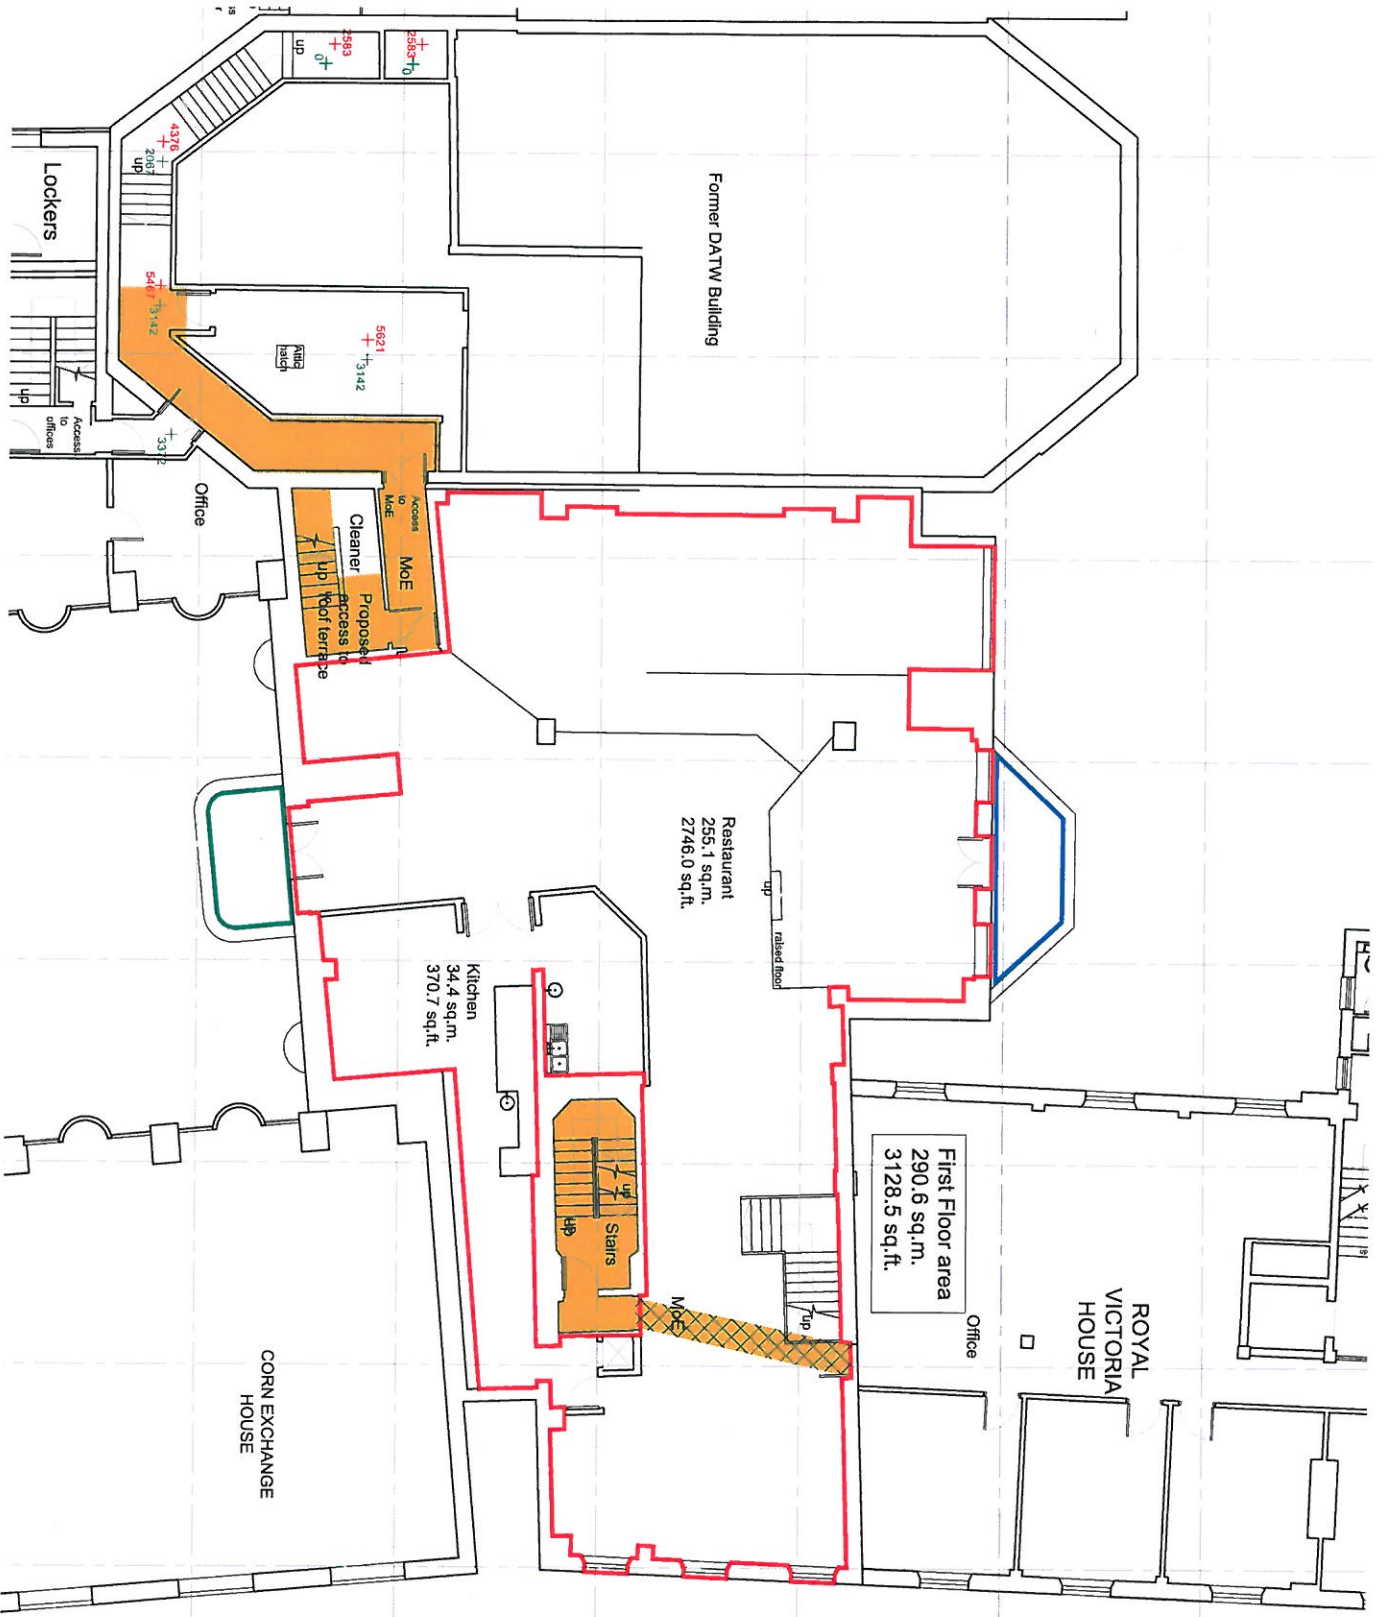 2583
0
2583
0
up
4376
2067
up
Lockers
Former DATW Building
5467
3142
5621
3142
Attic
hatch
up
Access
to
offices
3372
Office
Access
to
MoE
MoE
Cleaner
up
Proposed
access to
roof terrace
Restaurant
255.1 sq.m.
2746.0 sq.ft.
up
raised floor
Kitchen
34.4 sq.m.
370.7 sq.ft.
First Floor area
290.6 sq.m.
3128.5 sq.ft.
up
up
Stairs
MoE
up
Office
ROYAL
VICTORIA
HOUSE
CORN EXCHANGE
HOUSE